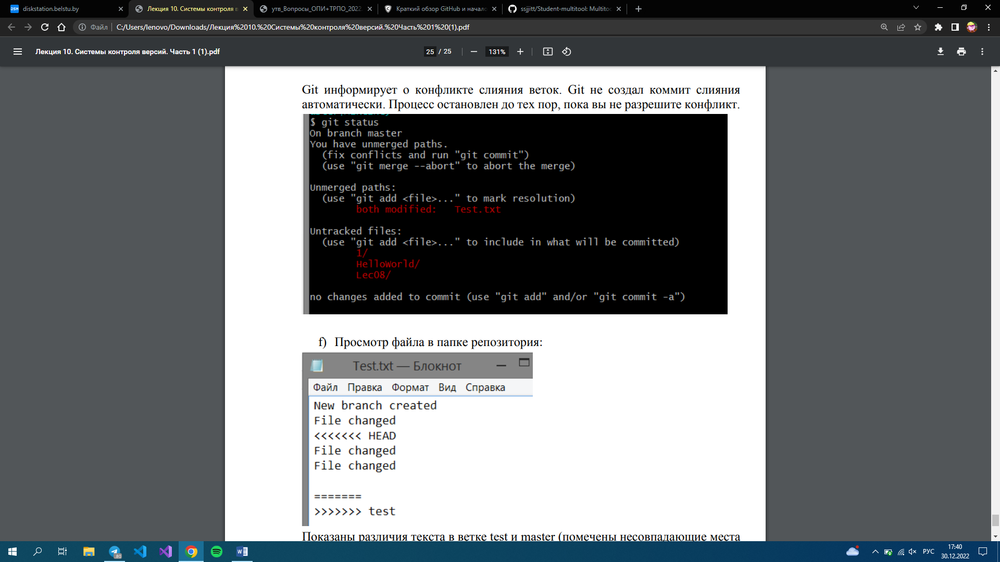 diskstation.belstu.by
Лекция 10. Системы контроля в
утв_Вопросы_ОПИ+ТРПО_2022
Краткий обзор GitHub и начало
ssjjitt/Student-multitool: Multitoo
Файл
C:/Users/lenovo/Downloads/Лекция%2010.%20Системы%20контроля%20версий.%20Часть%201%20(1).pdf
Лекция 10. Системы контроля версий. Часть 1 (1).pdf
25 / 25
131%
Git информирует о конфликте слияния веток. Git не создал коммит слияния
автоматически. Процесс остановлен до тех пор, пока вы не разрешите конфликт.
$ git status
On branch master
You have unmerged paths.
(fix conflicts and run "git commit")
(use "git merge --abort" to abort the merge)
Unmerged paths:
(use "git add <file>..." to mark resolution)
both modified: Test.txt
Untracked files:
(use "git add <file>..." to include in what will be committed)
1/
HelloWorld/
Lec08/
no changes added to commit (use "git add" and/or "git commit -a")
f) Просмотр файла в папке репозитория:
Test.txt — Блокнот
Файл Правка Формат Вид Справка
New branch created
File changed
<<<<<<< HEAD
File changed
File changed
=======
>>>>>>> test
Показаны различия текста в ветке test и master (помечены несовпадающие места
80
РУС
17:40
30.12.2022